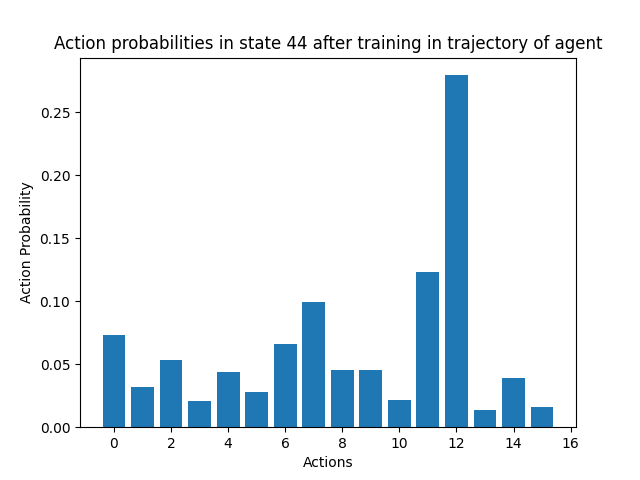 Action probabilities in state 44 after training in trajectory of agent
Action Probability
0.25
0.20
0.15
0.10
0.05
0.00
0 2 4 6 8 10 12 14 16
Actions